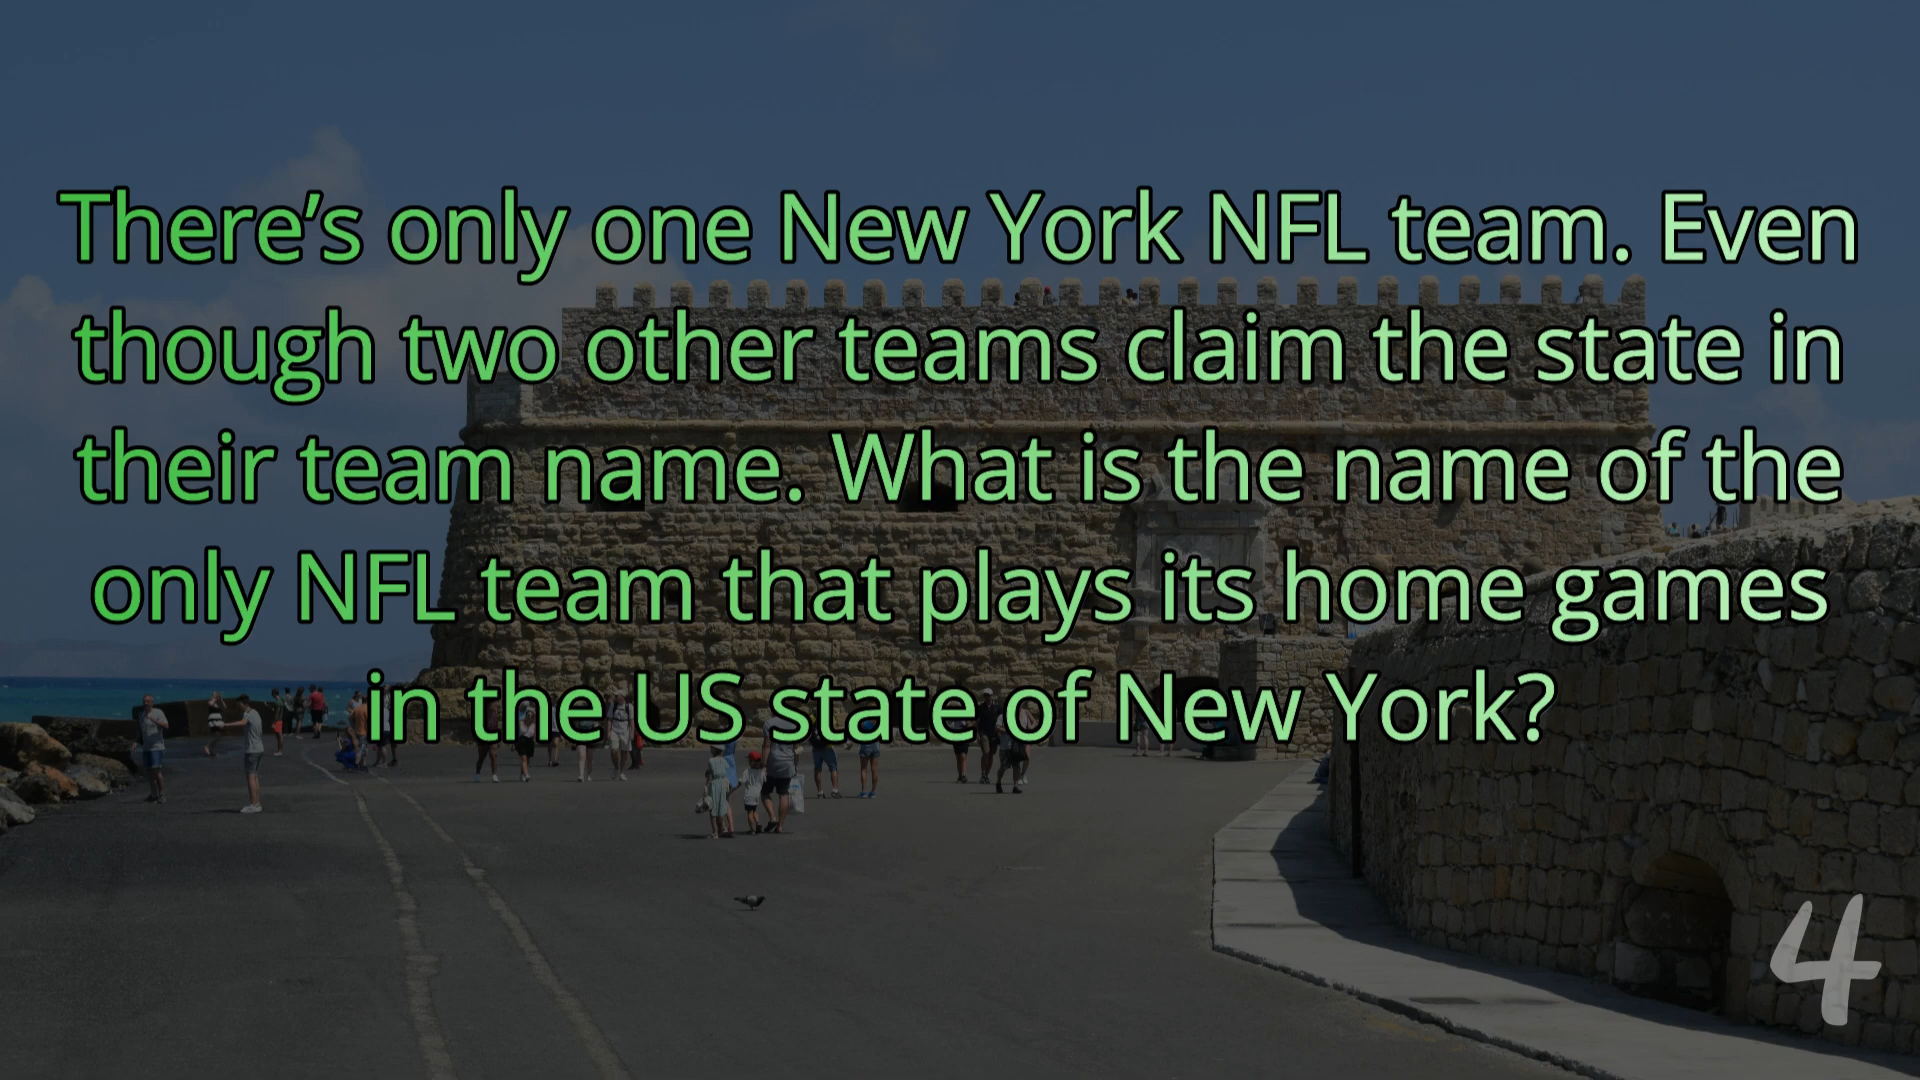 There’s only one New York NFL team. Even
though two other teams claim the state in
their team name. What is the name of the
only NFL team that plays its home games
in the US state of New York?
4